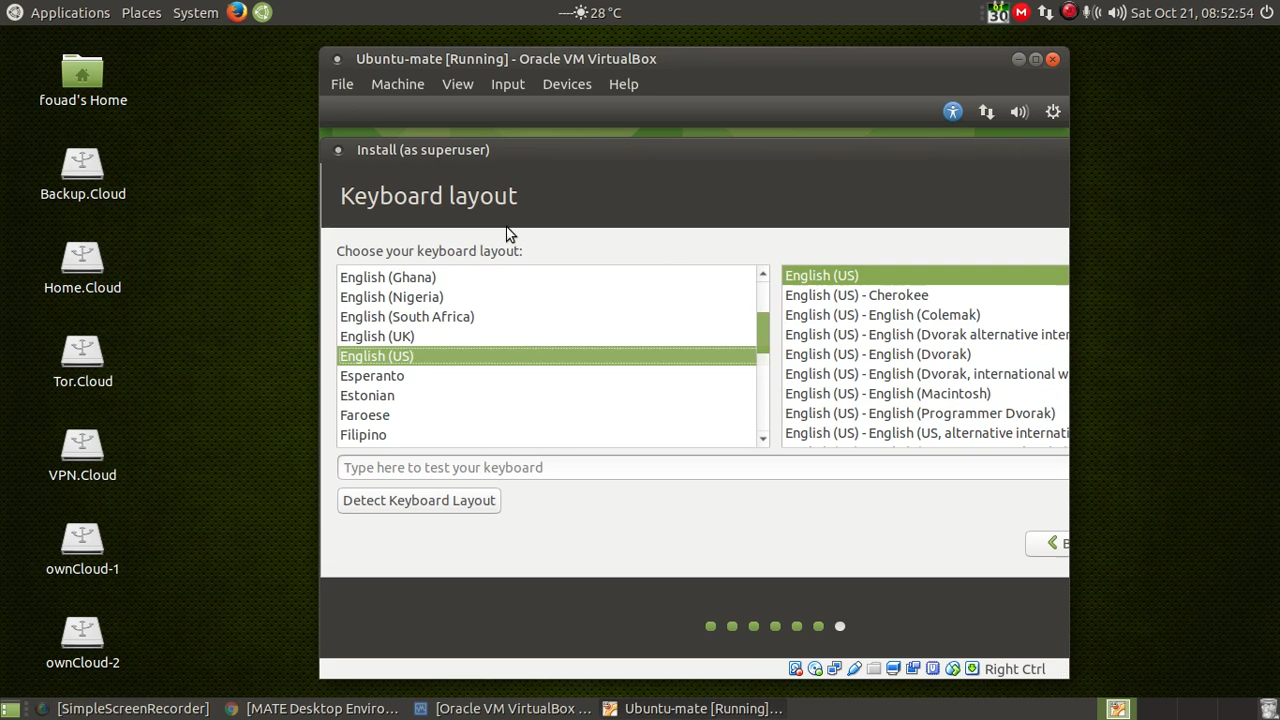 Applications Places System
28 °C
30
M
Sat Oct 21, 08:52:54
fouad's Home
Backup.Cloud
Home.Cloud
Tor.Cloud
VPN.Cloud
ownCloud-1
ownCloud-2
Ubuntu-mate [Running] - Oracle VM VirtualBox
File Machine View Input Devices Help
Install (as superuser)
Keyboard layout
Choose your keyboard layout:
English (Ghana)
English (Nigeria)
English (South Africa)
English (UK)
English (US)
Esperanto
Estonian
Faroese
Filipino
English (US)
English (US) - Cherokee
English (US) - English (Colemak)
English (US) - English (Dvorak alternative inter
English (US) - English (Dvorak)
English (US) - English (Dvorak, international w
English (US) - English (Macintosh)
English (US) - English (Programmer Dvorak)
English (US) - English (US, alternative internati
Type here to test your keyboard
Detect Keyboard Layout
Right Ctrl
[SimpleScreenRecorder] [MATE Desktop Enviro... [Oracle VM VirtualBox ... Ubuntu-mate [Running]...